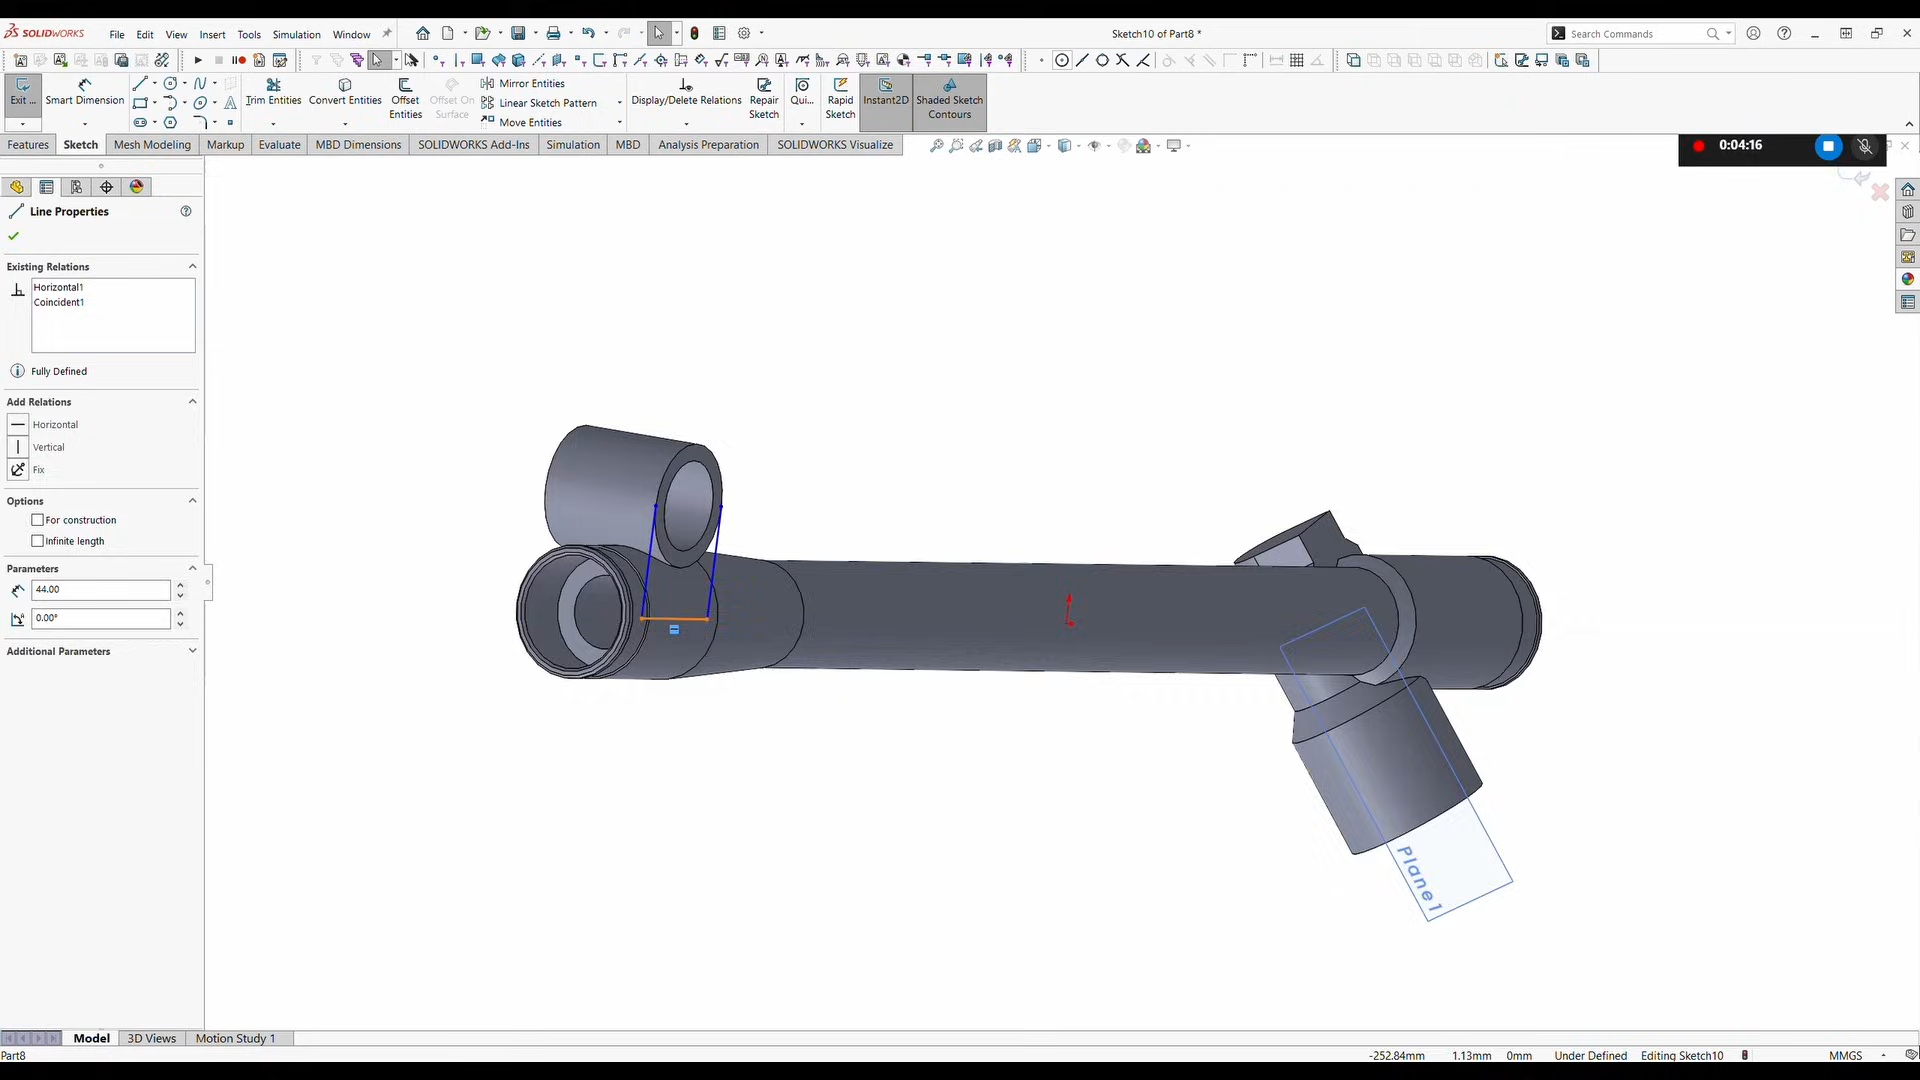 SOLIDWORKS
File Edit View Insert Tools Simulation Window
Sketch10 of Part8 *
Search Commands
Exit ...
Smart Dimension
Trim Entities
Convert Entities
Offset Entities
Offset On Surface
Mirror Entities
Linear Sketch Pattern
Move Entities
Display/Delete Relations
Repair Sketch
Qui...
Rapid Sketch
Instant2D
Shaded Sketch Contours
Features Sketch Mesh Modeling Markup Evaluate MBD Dimensions SOLIDWORKS Add-Ins Simulation MBD Analysis Preparation SOLIDWORKS Visualize
0:04:16
Line Properties
Existing Relations
Horizontal1
Coincident1
Fully Defined
Add Relations
Horizontal
Vertical
Fix
Options
For construction
Infinite length
Parameters
44.00
0.00°
Additional Parameters
Plane1
Model 3D Views Motion Study 1
Part8
-252.84mm 1.13mm 0mm Under Defined Editing Sketch10 MMGS